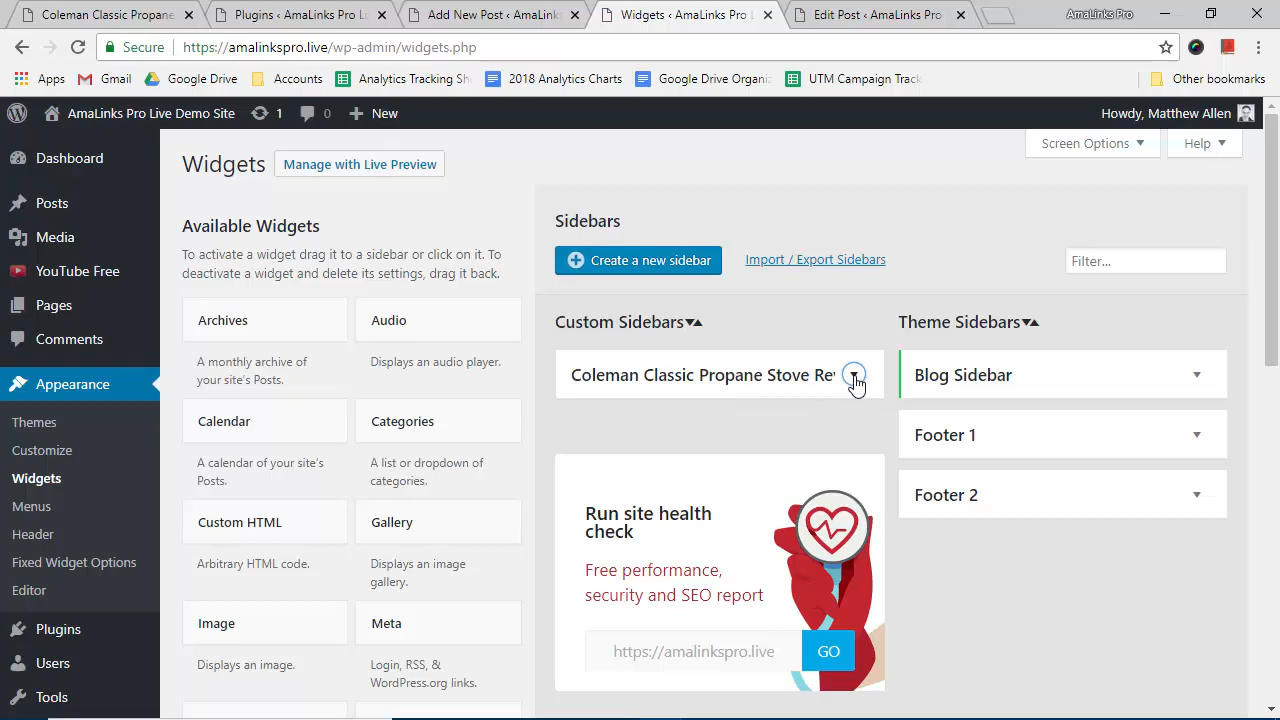 Coleman Classic Propane
Plugins ‹ AmaLinks Pro L
Add New Post ‹ AmaLinks
Widgets ‹ AmaLinks Pro L
Edit Post ‹ AmaLinks Pro
AmaLinks Pro
Secure
https://amalinkspro.live/wp-admin/widgets.php
Apps
Gmail
Google Drive
Accounts
Analytics Tracking Sh
2018 Analytics Charts
Google Drive Organiz
UTM Campaign Track
Other bookmarks
AmaLinks Pro Live Demo Site
1
0
New
Howdy, Matthew Allen
Dashboard
Posts
Media
YouTube Free
Pages
Comments
Appearance
Themes
Customize
Widgets
Menus
Header
Fixed Widget Options
Editor
Plugins
Users
Tools
Screen Options
Help
Widgets
Manage with Live Preview
Available Widgets
To activate a widget drag it to a sidebar or click on it. To
deactivate a widget and delete its settings, drag it back.
Archives
A monthly archive of
your site's Posts.
Audio
Displays an audio player.
Calendar
A calendar of your site's
Posts.
Categories
A list or dropdown of
categories.
Custom HTML
Arbitrary HTML code.
Gallery
Displays an image
gallery.
Image
Displays an image.
Meta
Login, RSS, &
WordPress.org links.
Sidebars
Create a new sidebar
Import / Export Sidebars
Filter...
Custom Sidebars
Coleman Classic Propane Stove Rev
Theme Sidebars
Blog Sidebar
Footer 1
Footer 2
Run site health
check
Free performance,
security and SEO report
https://amalinkspro.live
GO